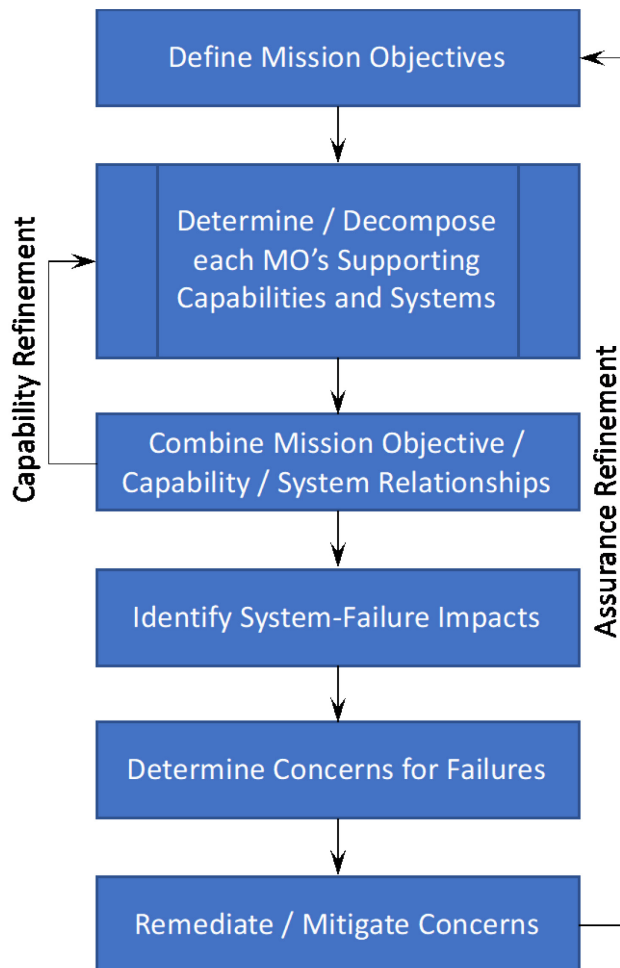 Define Mission Objectives
Determine / Decompose
each MO's Supporting
Capabilities and Systems
Capability Refinement
Combine Mission Objective /
Capability / System Relationships
Assurance Refinement
Identify System-Failure Impacts
Determine Concerns for Failures
Remediate / Mitigate Concerns